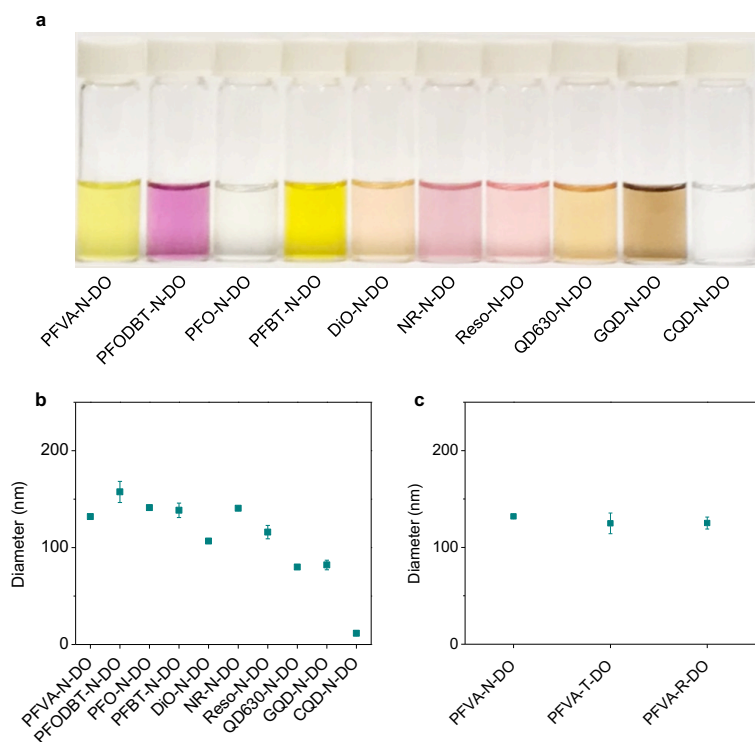 a
PFVA-N-DO
PFODBT-N-DO
PFO-N-DO
PFBT-N-DO
DiO-N-DO
NR-N-DO
Reso-N-DO
QD630-N-DO
GQD-N-DO
CQD-N-DO
b
Diameter (nm)
200
100
0
PFVA-N-DO
PFODBT-N-DO
PFO-N-DO
PFBT-N-DO
DiO-N-DO
NR-N-DO
Reso-N-DO
QD630-N-DO
GQD-N-DO
CQD-N-DO
c
Diameter (nm)
200
100
0
PFVA-N-DO
PFVA-T-DO
PFVA-R-DO